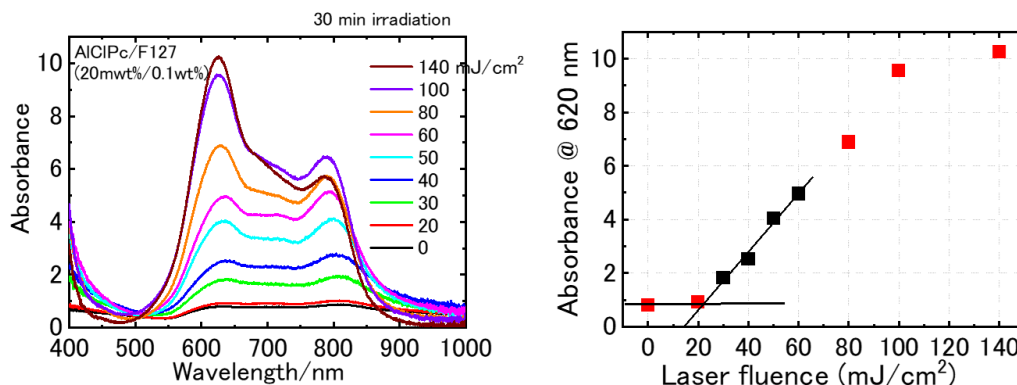 30 min irradiation
AlClPc/F127
(20mwt%/0.1wt%)
140 mJ/cm²
100
80
60
50
40
30
20
0
Absorbance
10
8
6
4
2
0
400 500 600 700 800 900 1000
Wavelength/nm
Absorbance @ 620 nm
10
8
6
4
2
0
0 20 40 60 80 100 120 140
Laser fluence (mJ/cm²)